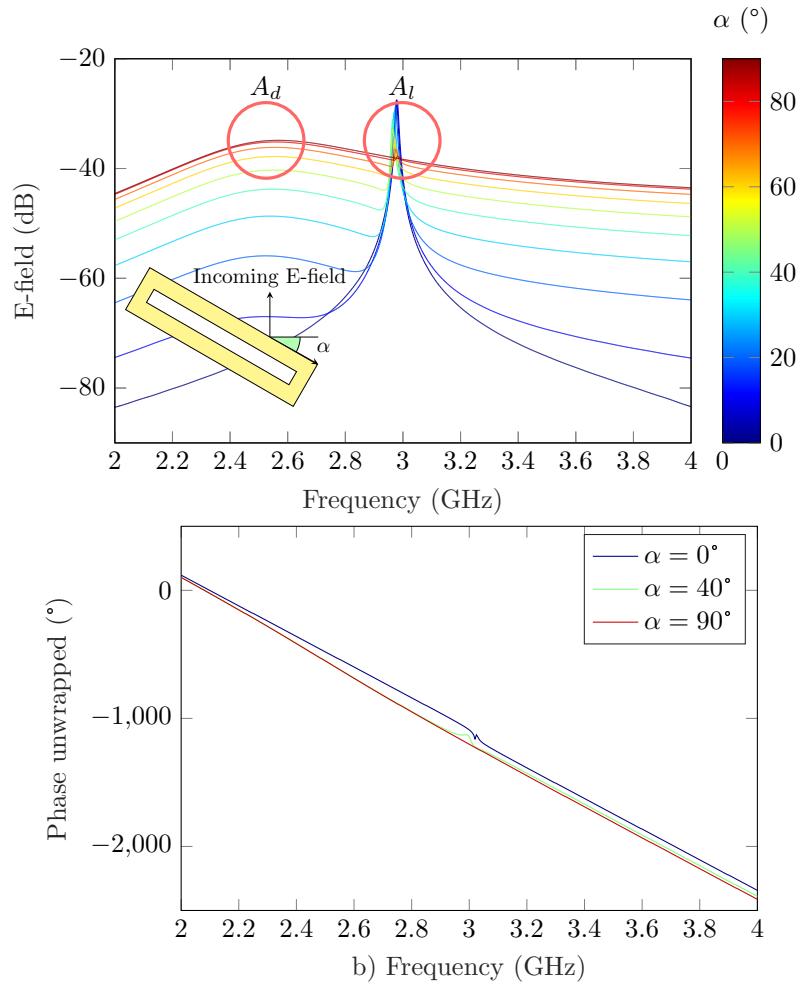 α (°)
−20
−40
−60
−80
E-field (dB)
A_d
A_l
Incoming E-field
α
2 2.2 2.4 2.6 2.8 3 3.2 3.4 3.6 3.8 4
Frequency (GHz)
80
60
40
20
0
0
−1,000
−2,000
Phase unwrapped (°)
α = 0°
α = 40°
α = 90°
2 2.2 2.4 2.6 2.8 3 3.2 3.4 3.6 3.8 4
b) Frequency (GHz)